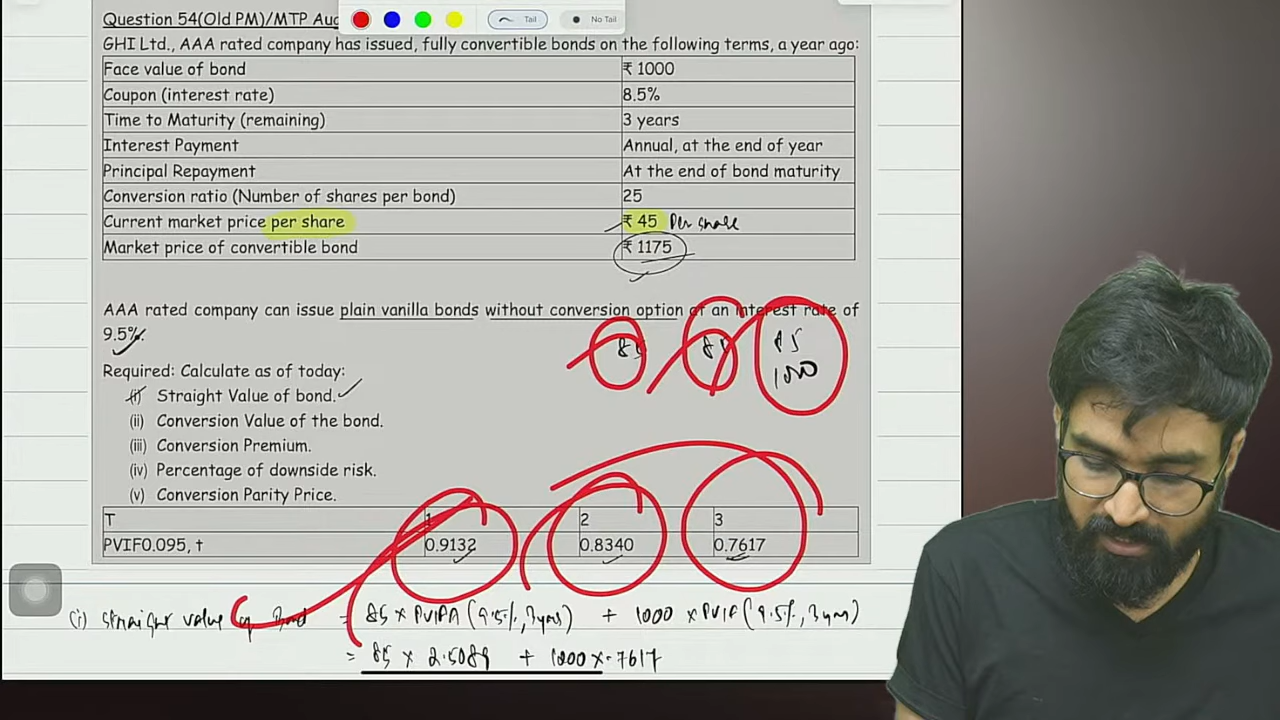 Question 54(Old PM)/MTP Aug
Tail
No Tail
GHI Ltd., AAA rated company has issued, fully convertible bonds on the following terms, a year ago:
Face value of bond ₹ 1000
Coupon (interest rate) 8.5%
Time to Maturity (remaining) 3 years
Interest Payment Annual, at the end of year
Principal Repayment At the end of bond maturity
Conversion ratio (Number of shares per bond) 25
Current market price per share ₹ 45 Per share
Market price of convertible bond ₹ 1175
AAA rated company can issue plain vanilla bonds without conversion option at an interest rate of
9.5%.
85 85 85
1000
Required: Calculate as of today:
(i) Straight Value of bond.
(ii) Conversion Value of the bond.
(iii) Conversion Premium.
(iv) Percentage of downside risk.
(v) Conversion Parity Price.
T 1 2 3
PVIF0.095, t 0.9132 0.8340 0.7617
(i) Straight value of Bond = 85 x PVIFA (9.5%, 3 years) + 1000 x PVIF (9.5%, 3 years)
= 85 x 2.5089 + 1000 x .7617